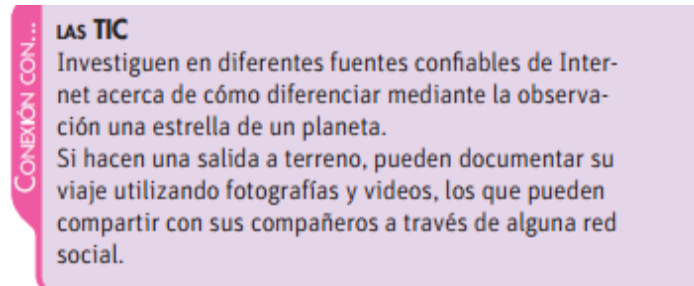 CONEXIÓN CON...
LAS TIC
Investiguen en diferentes fuentes confiables de Inter-
net acerca de cómo diferenciar mediante la observa-
ción una estrella de un planeta.
Si hacen una salida a terreno, pueden documentar su
viaje utilizando fotografías y videos, los que pueden
compartir con sus compañeros a través de alguna red
social.